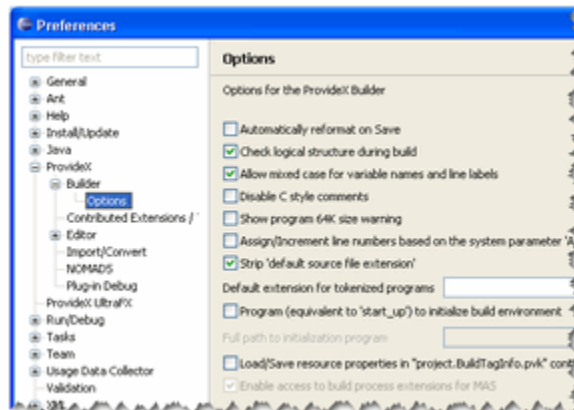 Preferences
type filter text
General
Ant
Help
Install/Update
Java
ProvideX
Builder
Options
Contributed Extensions /
Editor
Import/Convert
NOMADS
Plug-in Debug
ProvideX UltraFX
Run/Debug
Tasks
Team
Usage Data Collector
Validation
XML
Options
Options for the ProvideX Builder
Automatically reformat on Save
Check logical structure during build
Allow mixed case for variable names and line labels
Disable C style comments
Show program 64K size warning
Assign/Increment line numbers based on the system parameter 'A
Strip 'default source file extension'
Default extension for tokenized programs
Program (equivalent to 'start_up') to initialize build environment
Full path to initialization program
Load/Save resource properties in "project.BuildTagInfo.pvk" cont
Enable access to build process extensions for MAS